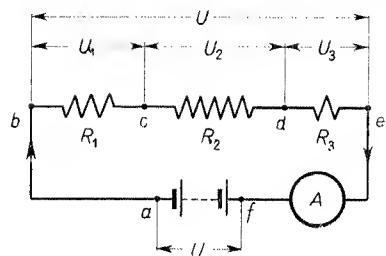 U
U₁ U₂ U₃
b c d e
R₁ R₂ R₃
a f A
U